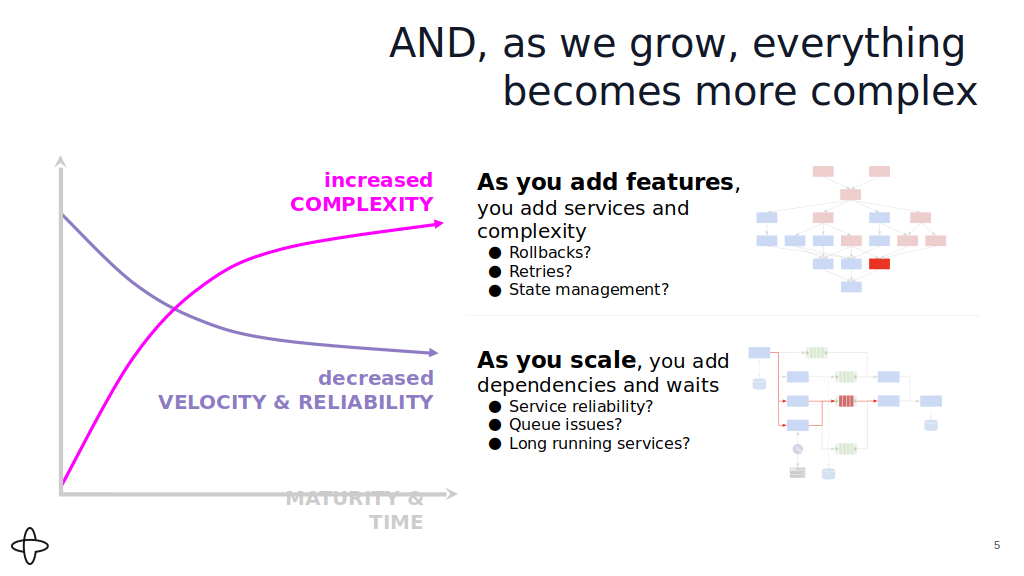 AND, as we grow, everything
becomes more complex
increased
COMPLEXITY
decreased
VELOCITY & RELIABILITY
MATURITY &
TIME
As you add features,
you add services and
complexity
● Rollbacks?
● Retries?
● State management?
As you scale, you add
dependencies and waits
● Service reliability?
● Queue issues?
● Long running services?
5